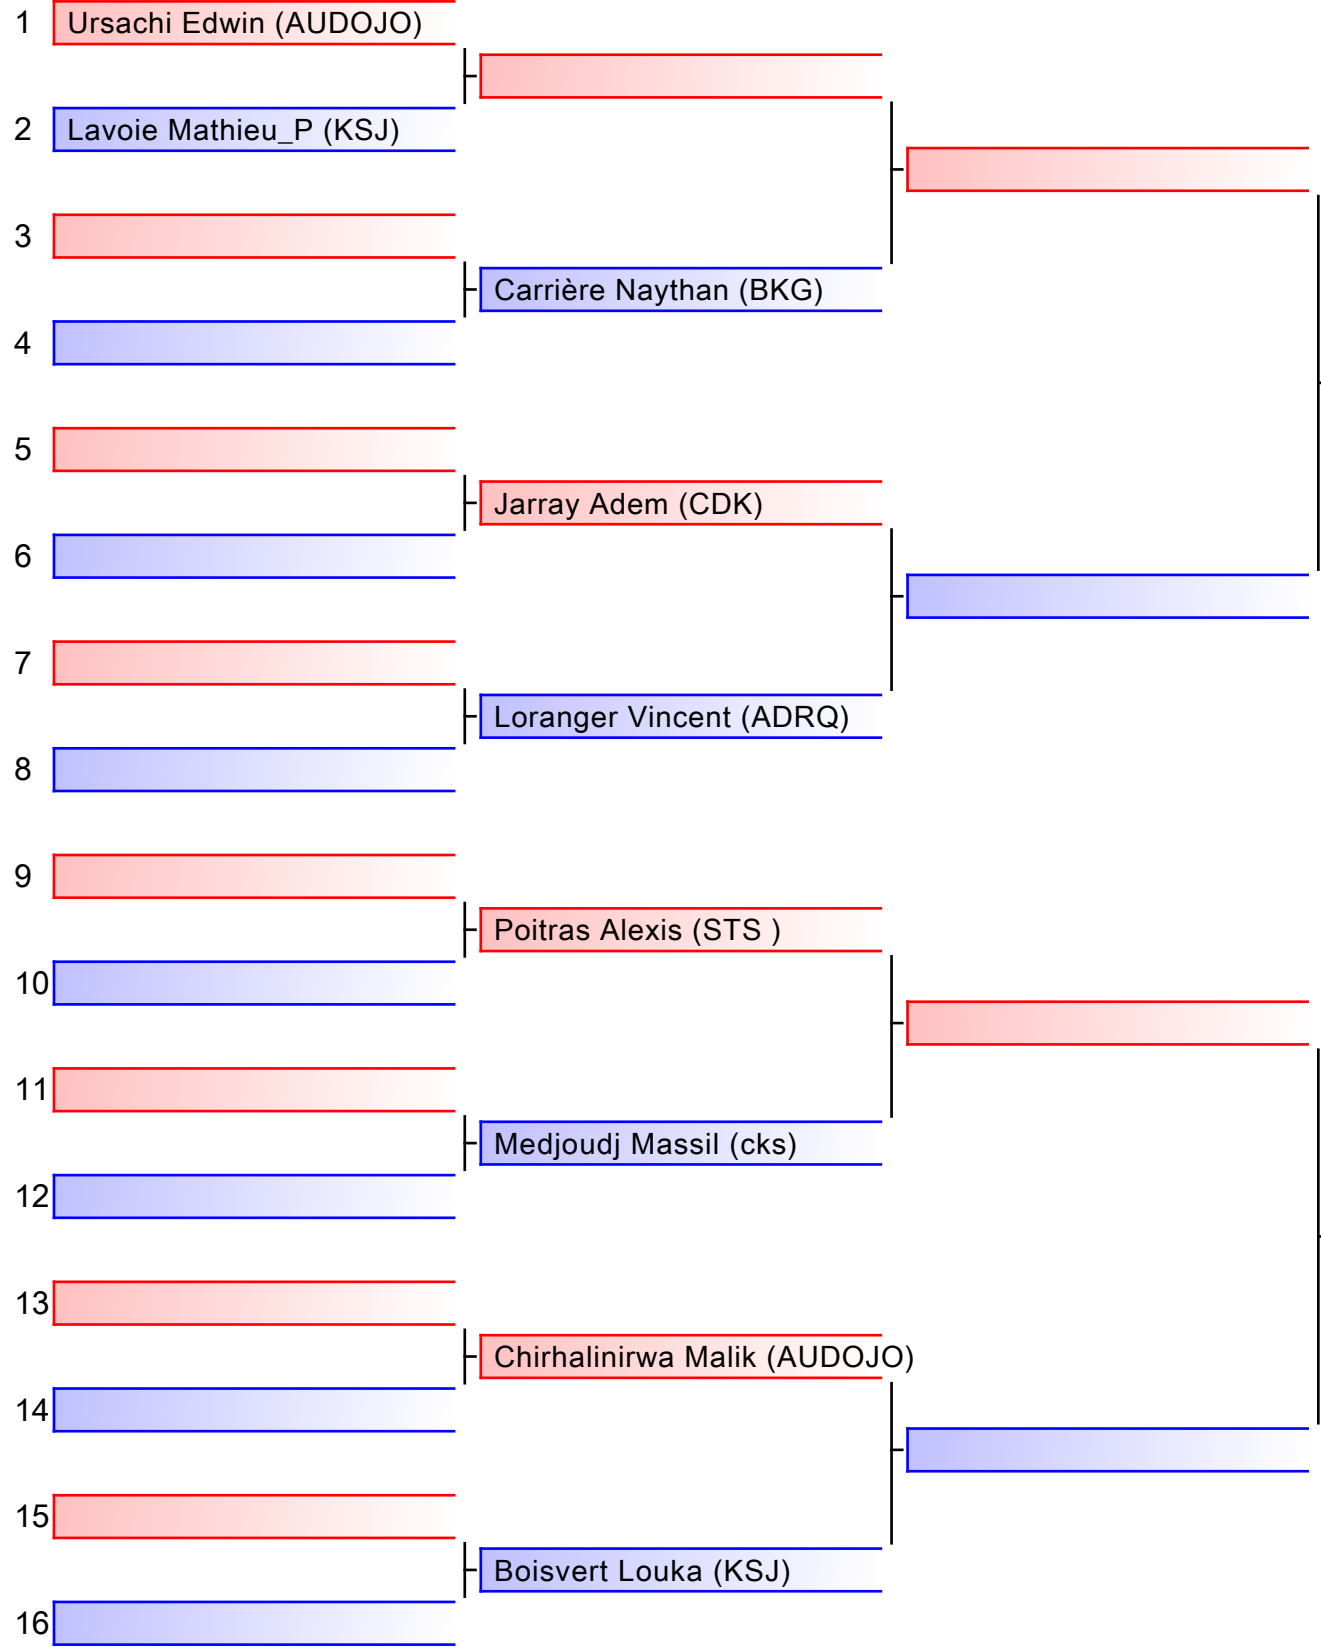 1 Ursachi Edwin (AUDOJO)
2 Lavoie Mathieu_P (KSJ)
3
Carrière Naythan (BKG)
4
5
Jarray Adem (CDK)
6
7
Loranger Vincent (ADRQ)
8
9
Poitras Alexis (STS )
10
11
Medjoudj Massil (cks)
12
13
Chirhalinirwa Malik (AUDOJO)
14
15
Boisvert Louka (KSJ)
16